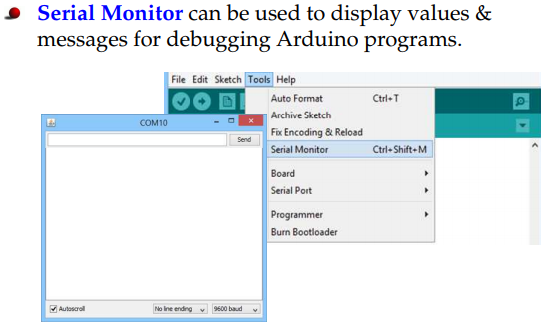 Serial Monitor can be used to display values &
messages for debugging Arduino programs.
File Edit Sketch Tools Help
Auto Format Ctrl+T
Archive Sketch
Fix Encoding & Reload
Serial Monitor Ctrl+Shift+M
Board
Serial Port
Programmer
Burn Bootloader
COM10
Send
Autoscroll No line ending 9600 baud